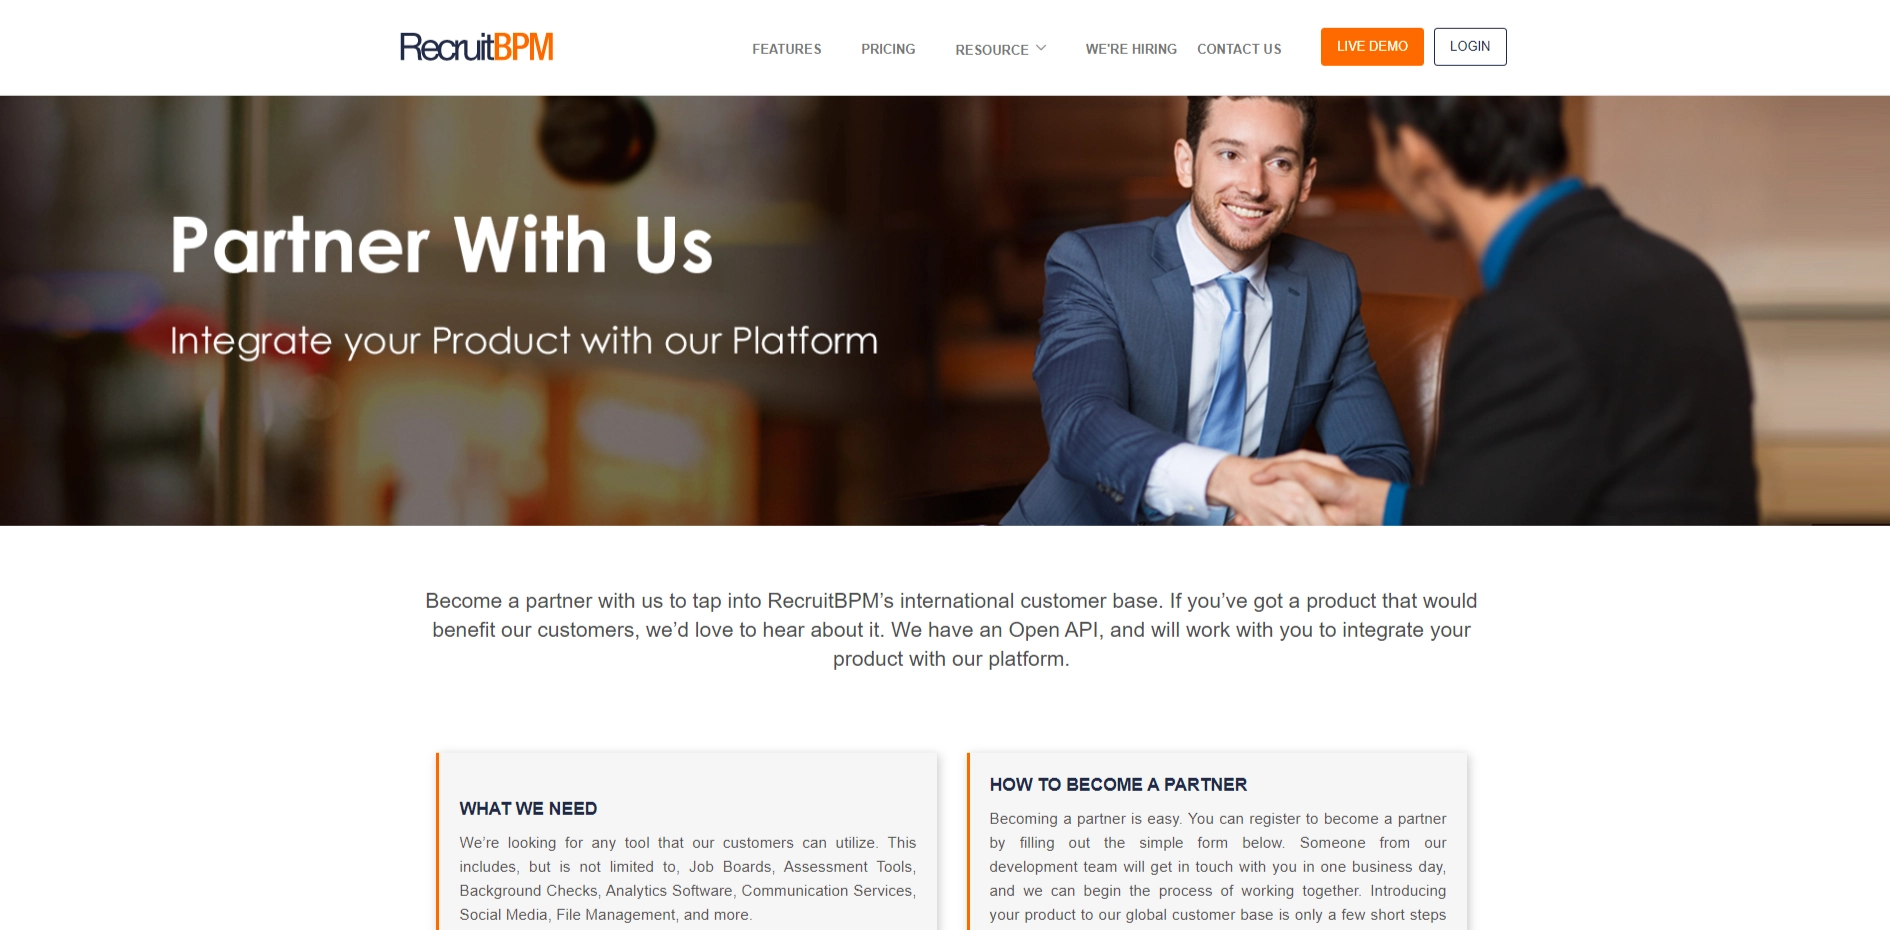 RecruitBPM
FEATURES
PRICING
RESOURCE
WE'RE HIRING
CONTACT US
LIVE DEMO
LOGIN
Partner With Us
Integrate your Product with our Platform
Become a partner with us to tap into RecruitBPM’s international customer base. If you’ve got a product that would
benefit our customers, we’d love to hear about it. We have an Open API, and will work with you to integrate your
product with our platform.
WHAT WE NEED
We’re looking for any tool that our customers can utilize. This
includes, but is not limited to, Job Boards, Assessment Tools,
Background Checks, Analytics Software, Communication Services,
Social Media, File Management, and more.
HOW TO BECOME A PARTNER
Becoming a partner is easy. You can register to become a partner
by filling out the simple form below. Someone from our
development team will get in touch with you in one business day,
and we can begin the process of working together. Introducing
your product to our global customer base is only a few short steps